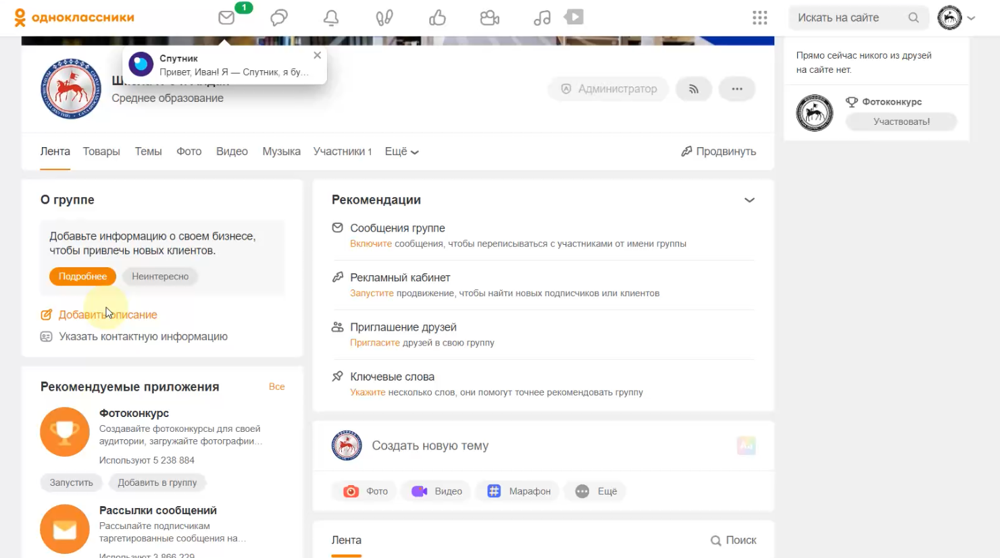 одноклассники
1
Искать на сайте
Спутник
Привет, Иван! Я — Спутник, я бу...
Среднее образование
Администратор
Прямо сейчас никого из друзей
на сайте нет.
Фотоконкурс
Участвовать!
Лента Товары Темы Фото Видео Музыка Участники 1 Ещё
Продвинуть
О группе
Добавьте информацию о своем бизнесе,
чтобы привлечь новых клиентов.
Подробнее Неинтересно
Добавить описание
Указать контактную информацию
Рекомендации
Сообщения группе
Включите сообщения, чтобы переписываться с участниками от имени группы
Рекламный кабинет
Запустите продвижение, чтобы найти новых подписчиков или клиентов
Приглашение друзей
Пригласите друзей в свою группу
Ключевые слова
Укажите несколько слов, они помогут точнее рекомендовать группу
Рекомендуемые приложения Все
Фотоконкурс
Создавайте фотоконкурсы для своей
аудитории, загружайте фотографии...
Используют 5 238 884
Запустить Добавить в группу
Рассылки сообщений
Рассылайте подписчикам
таргетированные сообщения на...
Используют 3 866 229
Создать новую тему
Aa
Фото Видео Марафон Ещё
Лента Поиск